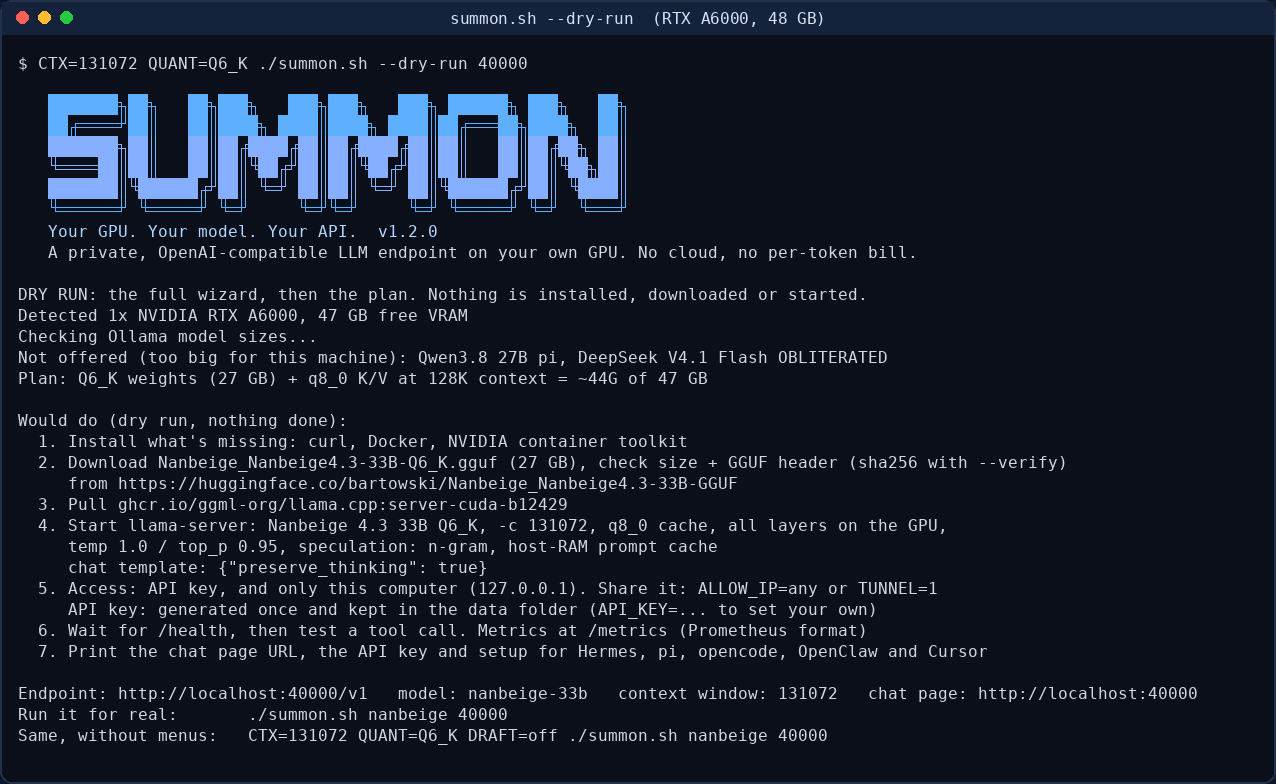 summon.sh --dry-run  (RTX A6000, 48 GB)
$ CTX=131072 QUANT=Q6_K ./summon.sh --dry-run 40000
SUMMON
Your GPU. Your model. Your API.  v1.2.0
A private, OpenAI-compatible LLM endpoint on your own GPU. No cloud, no per-token bill.
DRY RUN: the full wizard, then the plan. Nothing is installed, downloaded or started.
Detected 1x NVIDIA RTX A6000, 47 GB free VRAM
Checking Ollama model sizes...
Not offered (too big for this machine): Qwen3.8 27B pi, DeepSeek V4.1 Flash OBLITERATED
Plan: Q6_K weights (27 GB) + q8_0 K/V at 128K context = ~44G of 47 GB
Would do (dry run, nothing done):
  1. Install what's missing: curl, Docker, NVIDIA container toolkit
  2. Download Nanbeige_Nanbeige4.3-33B-Q6_K.gguf (27 GB), check size + GGUF header (sha256 with --verify)
     from https://huggingface.co/bartowski/Nanbeige_Nanbeige4.3-33B-GGUF
  3. Pull ghcr.io/ggml-org/llama.cpp:server-cuda-b12429
  4. Start llama-server: Nanbeige 4.3 33B Q6_K, -c 131072, q8_0 cache, all layers on the GPU,
     temp 1.0 / top_p 0.95, speculation: n-gram, host-RAM prompt cache
     chat template: {"preserve_thinking": true}
  5. Access: API key, and only this computer (127.0.0.1). Share it: ALLOW_IP=any or TUNNEL=1
     API key: generated once and kept in the data folder (API_KEY=... to set your own)
  6. Wait for /health, then test a tool call. Metrics at /metrics (Prometheus format)
  7. Print the chat page URL, the API key and setup for Hermes, pi, opencode, OpenClaw and Cursor
Endpoint: http://localhost:40000/v1   model: nanbeige-33b   context window: 131072   chat page: http://localhost:40000
Run it for real:       ./summon.sh nanbeige 40000
Same, without menus:   CTX=131072 QUANT=Q6_K DRAFT=off ./summon.sh nanbeige 40000